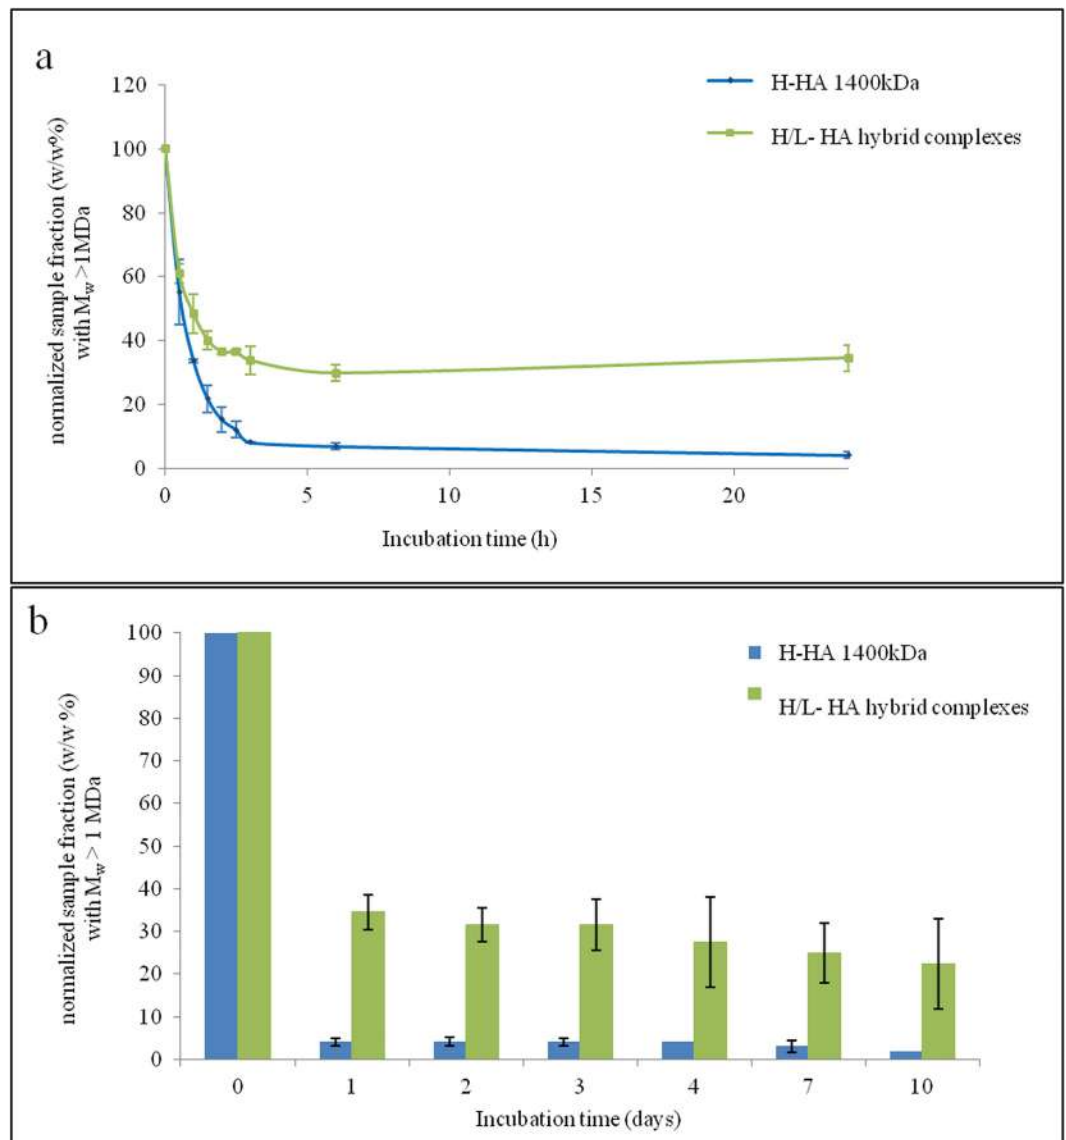 a
H-HA 1400kDa
H/L- HA hybrid complexes
normalized sample fraction (w/w%)
with Mw >1MDa
120
100
80
60
40
20
0
0 5 10 15 20
Incubation time (h)
b
H-HA 1400kDa
H/L- HA hybrid complexes
normalized sample fraction (w/w %)
with Mw > 1 MDa
100
90
80
70
60
50
40
30
20
10
0
0 1 2 3 4 7 10
Incubation time (days)